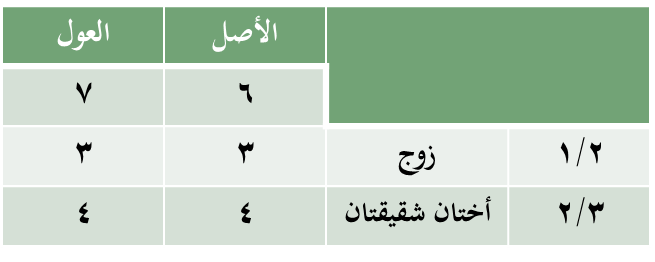 الأصل العول
٦ ٧
١/٢ زوج ٣ ٣
٢/٣ أختان شقيقتان ٤ ٤